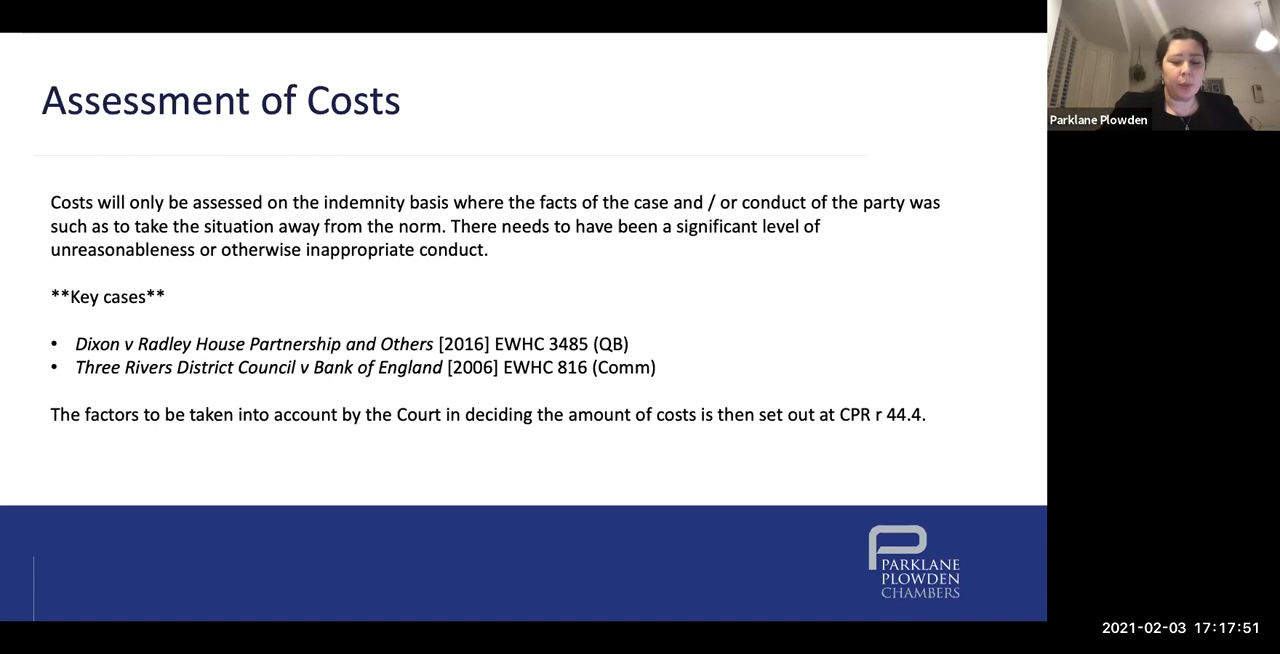 Assessment of Costs
Costs will only be assessed on the indemnity basis where the facts of the case and / or conduct of the party was
such as to take the situation away from the norm. There needs to have been a significant level of
unreasonableness or otherwise inappropriate conduct.
**Key cases**
• Dixon v Radley House Partnership and Others [2016] EWHC 3485 (QB)
• Three Rivers District Council v Bank of England [2006] EWHC 816 (Comm)
The factors to be taken into account by the Court in deciding the amount of costs is then set out at CPR r 44.4.
PARKLANE
PLOWDEN
CHAMBERS
Parklane Plowden
2021-02-03 17:17:51